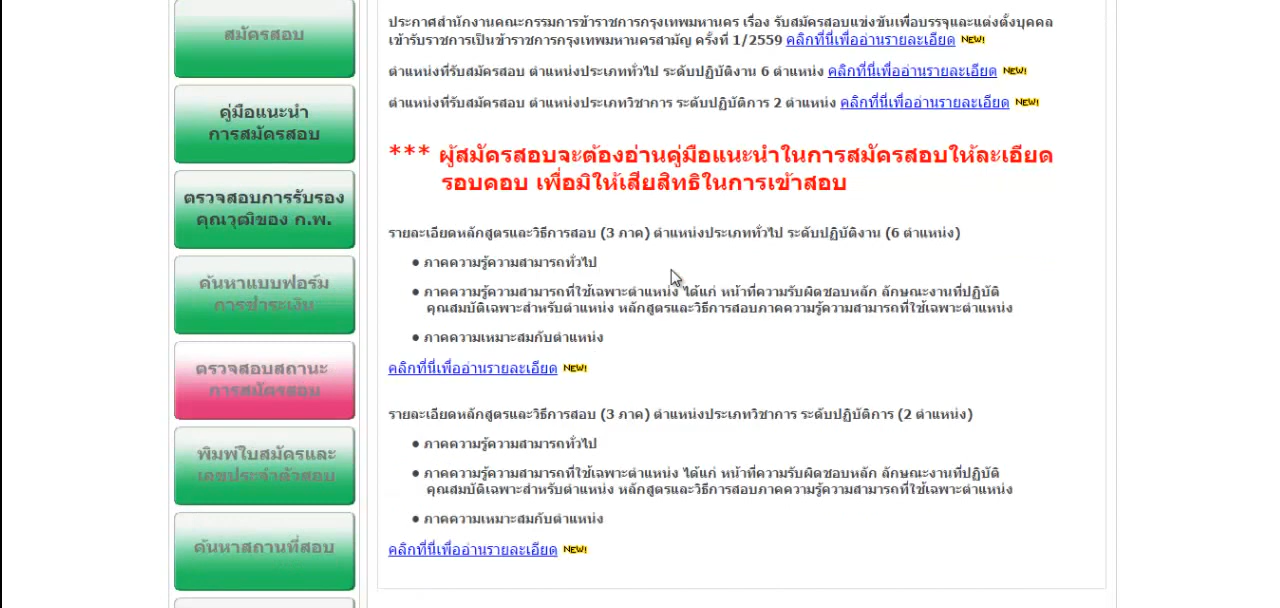 สมัครสอบ
คู่มือแนะนำ
การสมัครสอบ
ตรวจสอบการรับรอง
คุณวุฒิของ ก.พ.
ค้นหาแบบฟอร์ม
การชำระเงิน
ตรวจสอบสถานะ
การสมัครสอบ
พิมพ์ใบสมัครและ
เลขประจำตัวสอบ
ค้นหาสถานที่สอบ
ประกาศสำนักงานคณะกรรมการข้าราชการกรุงเทพมหานคร เรื่อง รับสมัครสอบแข่งขันเพื่อบรรจุและแต่งตั้งบุคคล
เข้ารับราชการเป็นข้าราชการกรุงเทพมหานครสามัญ ครั้งที่ 1/2559 คลิกที่นี่เพื่ออ่านรายละเอียด NEW!
ตำแหน่งที่รับสมัครสอบ ตำแหน่งประเภททั่วไป ระดับปฏิบัติงาน 6 ตำแหน่ง คลิกที่นี่เพื่ออ่านรายละเอียด NEW!
ตำแหน่งที่รับสมัครสอบ ตำแหน่งประเภทวิชาการ ระดับปฏิบัติการ 2 ตำแหน่ง คลิกที่นี่เพื่ออ่านรายละเอียด NEW!
*** ผู้สมัครสอบจะต้องอ่านคู่มือแนะนำในการสมัครสอบให้ละเอียด
รอบคอบ เพื่อมิให้เสียสิทธิในการเข้าสอบ
รายละเอียดหลักสูตรและวิธีการสอบ (3 ภาค) ตำแหน่งประเภททั่วไป ระดับปฏิบัติงาน (6 ตำแหน่ง)
● ภาคความรู้ความสามารถทั่วไป
● ภาคความรู้ความสามารถที่ใช้เฉพาะตำแหน่ง ได้แก่ หน้าที่ความรับผิดชอบหลัก ลักษณะงานที่ปฏิบัติ
คุณสมบัติเฉพาะสำหรับตำแหน่ง หลักสูตรและวิธีการสอบภาคความรู้ความสามารถที่ใช้เฉพาะตำแหน่ง
● ภาคความเหมาะสมกับตำแหน่ง
คลิกที่นี่เพื่ออ่านรายละเอียด NEW!
รายละเอียดหลักสูตรและวิธีการสอบ (3 ภาค) ตำแหน่งประเภทวิชาการ ระดับปฏิบัติการ (2 ตำแหน่ง)
● ภาคความรู้ความสามารถทั่วไป
● ภาคความรู้ความสามารถที่ใช้เฉพาะตำแหน่ง ได้แก่ หน้าที่ความรับผิดชอบหลัก ลักษณะงานที่ปฏิบัติ
คุณสมบัติเฉพาะสำหรับตำแหน่ง หลักสูตรและวิธีการสอบภาคความรู้ความสามารถที่ใช้เฉพาะตำแหน่ง
● ภาคความเหมาะสมกับตำแหน่ง
คลิกที่นี่เพื่ออ่านรายละเอียด NEW!